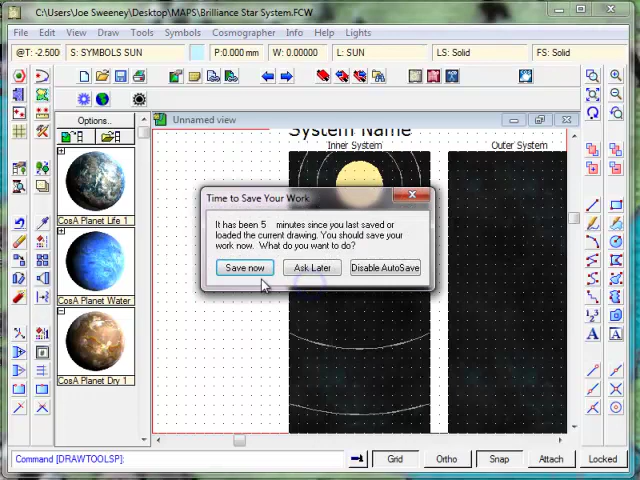 C:\Users\Joe Sweeney\Desktop\MAPS\Brilliance Star System.FCW
File Edit View Draw Tools Symbols Cosmographer Info Help Lights
@T: -2.500 S: SYMBOLS SUN P:0.000 mm W: 0.00000 L: SUN LS: Solid FS: Solid
Options..
Unnamed view
System Name
Inner System
Outer System
CosA Planet Life 1
CosA Planet Water
CosA Planet Dry 1
Time to Save Your Work
It has been 5 minutes since you last saved or
loaded the current drawing. You should save your
work now. What do you want to do?
Save now Ask Later Disable AutoSave
1 2 3
A A
Command [DRAWTOOLSP]:
Grid Ortho Snap Attach Locked